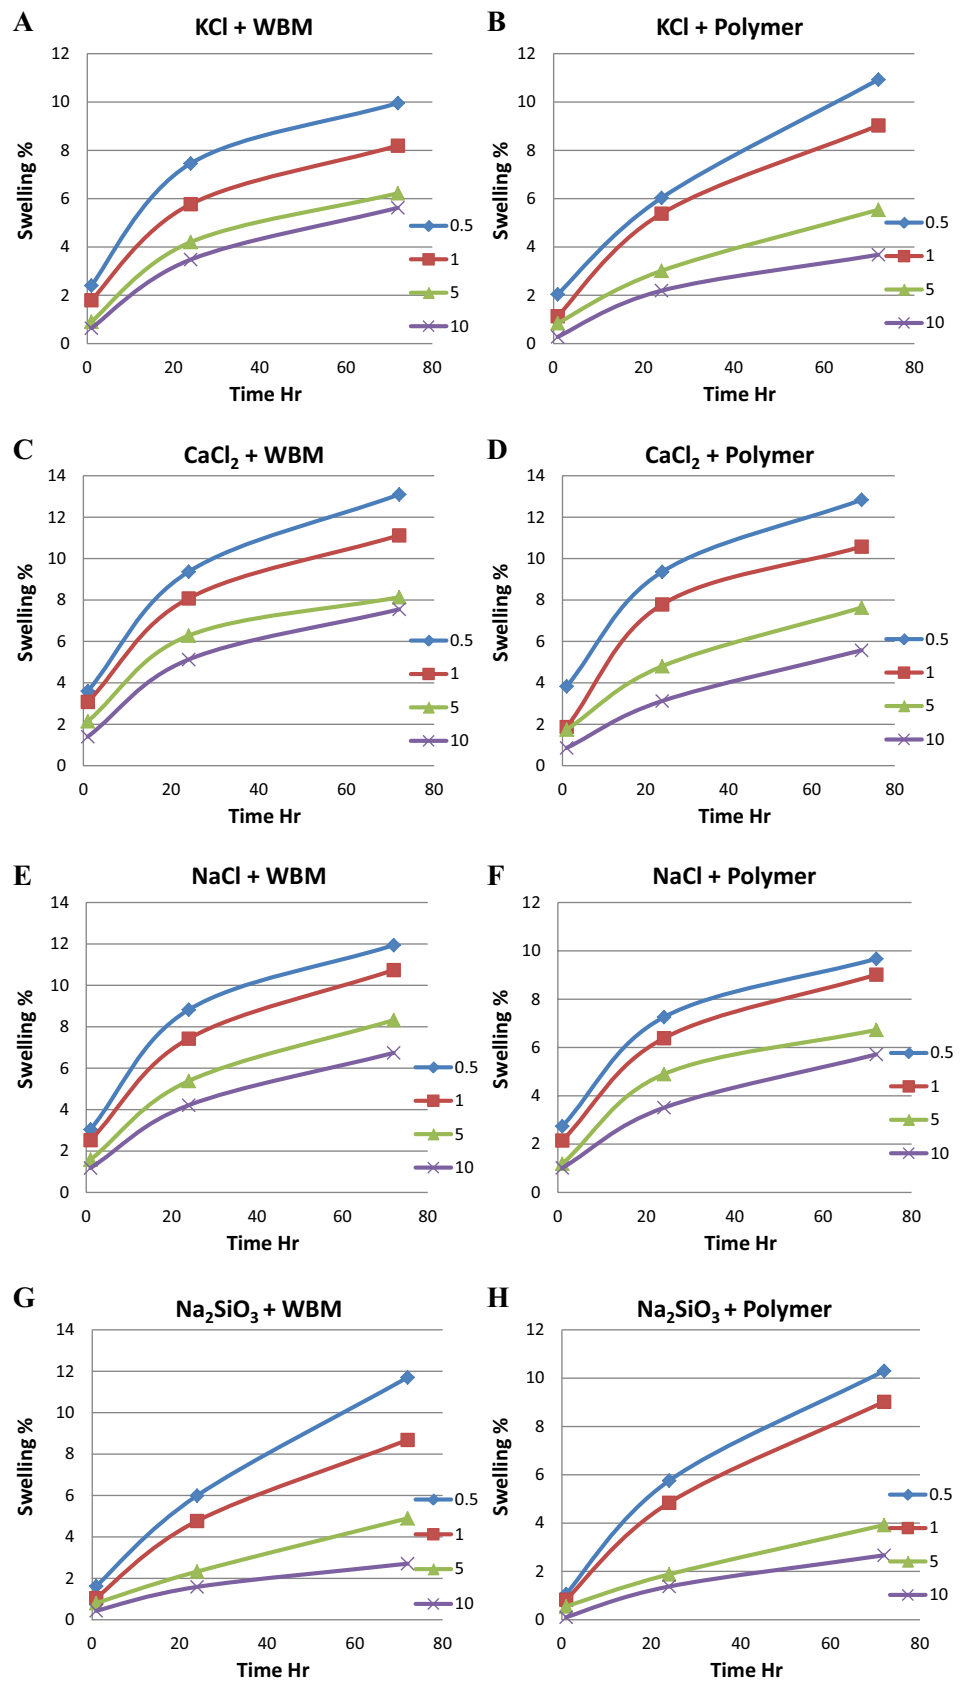 A
KCl + WBM
Swelling %
12
10
8
6
4
2
0
0 20 40 60 80
Time Hr
0.5
1
5
10
B
KCl + Polymer
Swelling %
12
10
8
6
4
2
0
0 20 40 60 80
Time Hr
0.5
1
5
10
C
CaCl₂ + WBM
Swelling %
14
12
10
8
6
4
2
0
0 20 40 60 80
Time Hr
0.5
1
5
10
D
CaCl₂ + Polymer
Swelling %
14
12
10
8
6
4
2
0
0 20 40 60 80
Time Hr
0.5
1
5
10
E
NaCl + WBM
Swelling %
14
12
10
8
6
4
2
0
0 20 40 60 80
Time Hr
0.5
1
5
10
F
NaCl + Polymer
Swelling %
12
10
8
6
4
2
0
0 20 40 60 80
Time Hr
0.5
1
5
10
G
Na₂SiO₃ + WBM
Swelling %
14
12
10
8
6
4
2
0
0 20 40 60 80
Time Hr
0.5
1
5
10
H
Na₂SiO₃ + Polymer
Swelling %
12
10
8
6
4
2
0
0 20 40 60 80
Time Hr
0.5
1
5
10